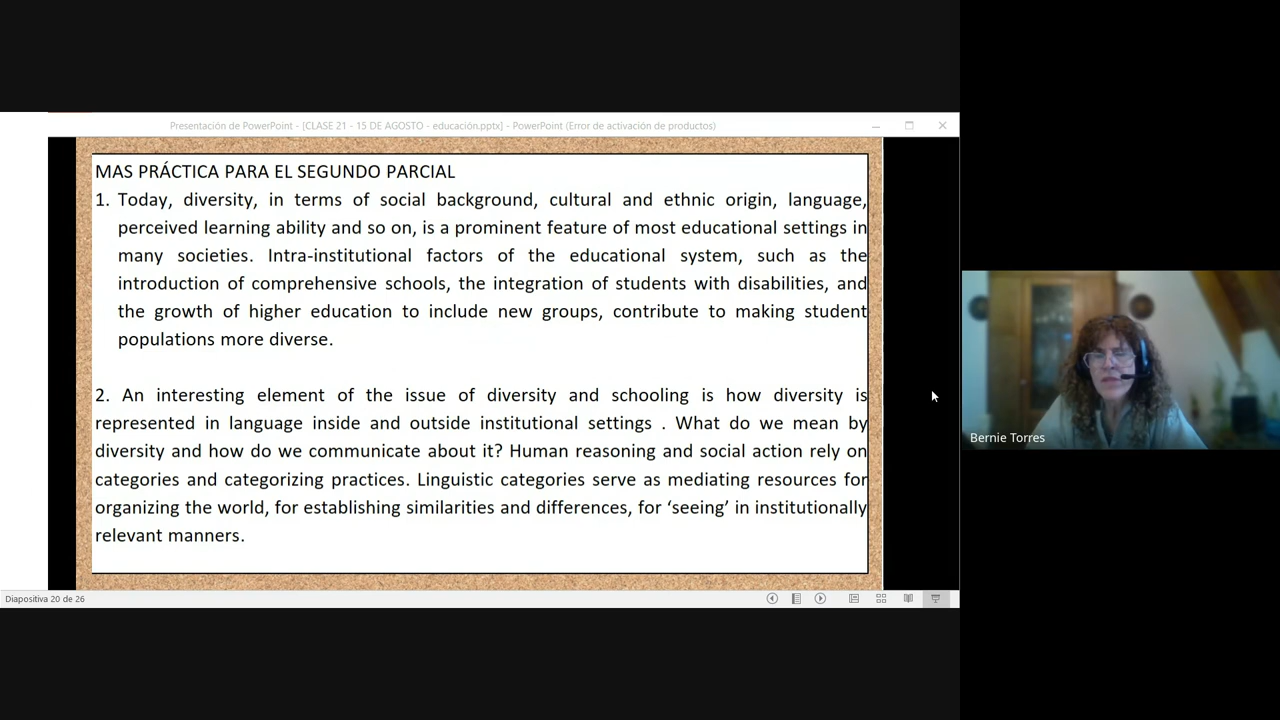 Presentación de PowerPoint - [CLASE 21 - 15 DE AGOSTO - educación.pptx] - PowerPoint (Error de activación de productos)
MAS PRÁCTICA PARA EL SEGUNDO PARCIAL
1. Today, diversity, in terms of social background, cultural and ethnic origin, language,
perceived learning ability and so on, is a prominent feature of most educational settings in
many societies. Intra-institutional factors of the educational system, such as the
introduction of comprehensive schools, the integration of students with disabilities, and
the growth of higher education to include new groups, contribute to making student
populations more diverse.
2. An interesting element of the issue of diversity and schooling is how diversity is
represented in language inside and outside institutional settings . What do we mean by
diversity and how do we communicate about it? Human reasoning and social action rely on
categories and categorizing practices. Linguistic categories serve as mediating resources for
organizing the world, for establishing similarities and differences, for ‘seeing’ in institutionally
relevant manners.
Bernie Torres
Diapositiva 20 de 26